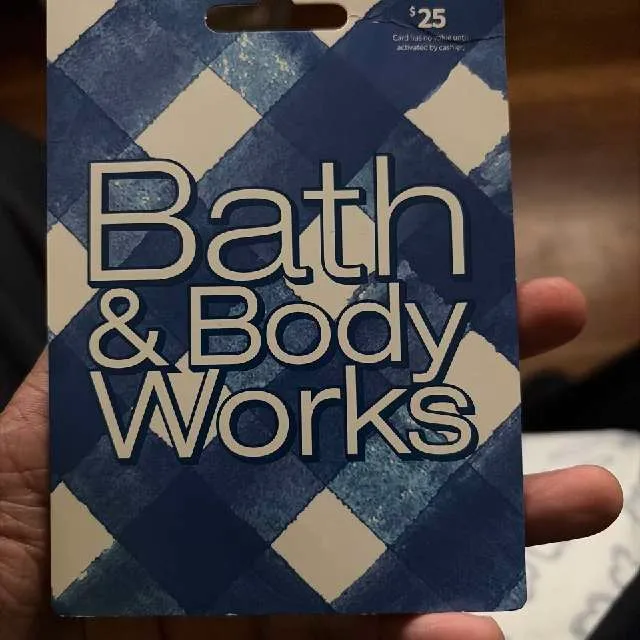 $25
Card has no value until
activated by cashier.
Bath
& Body
Works